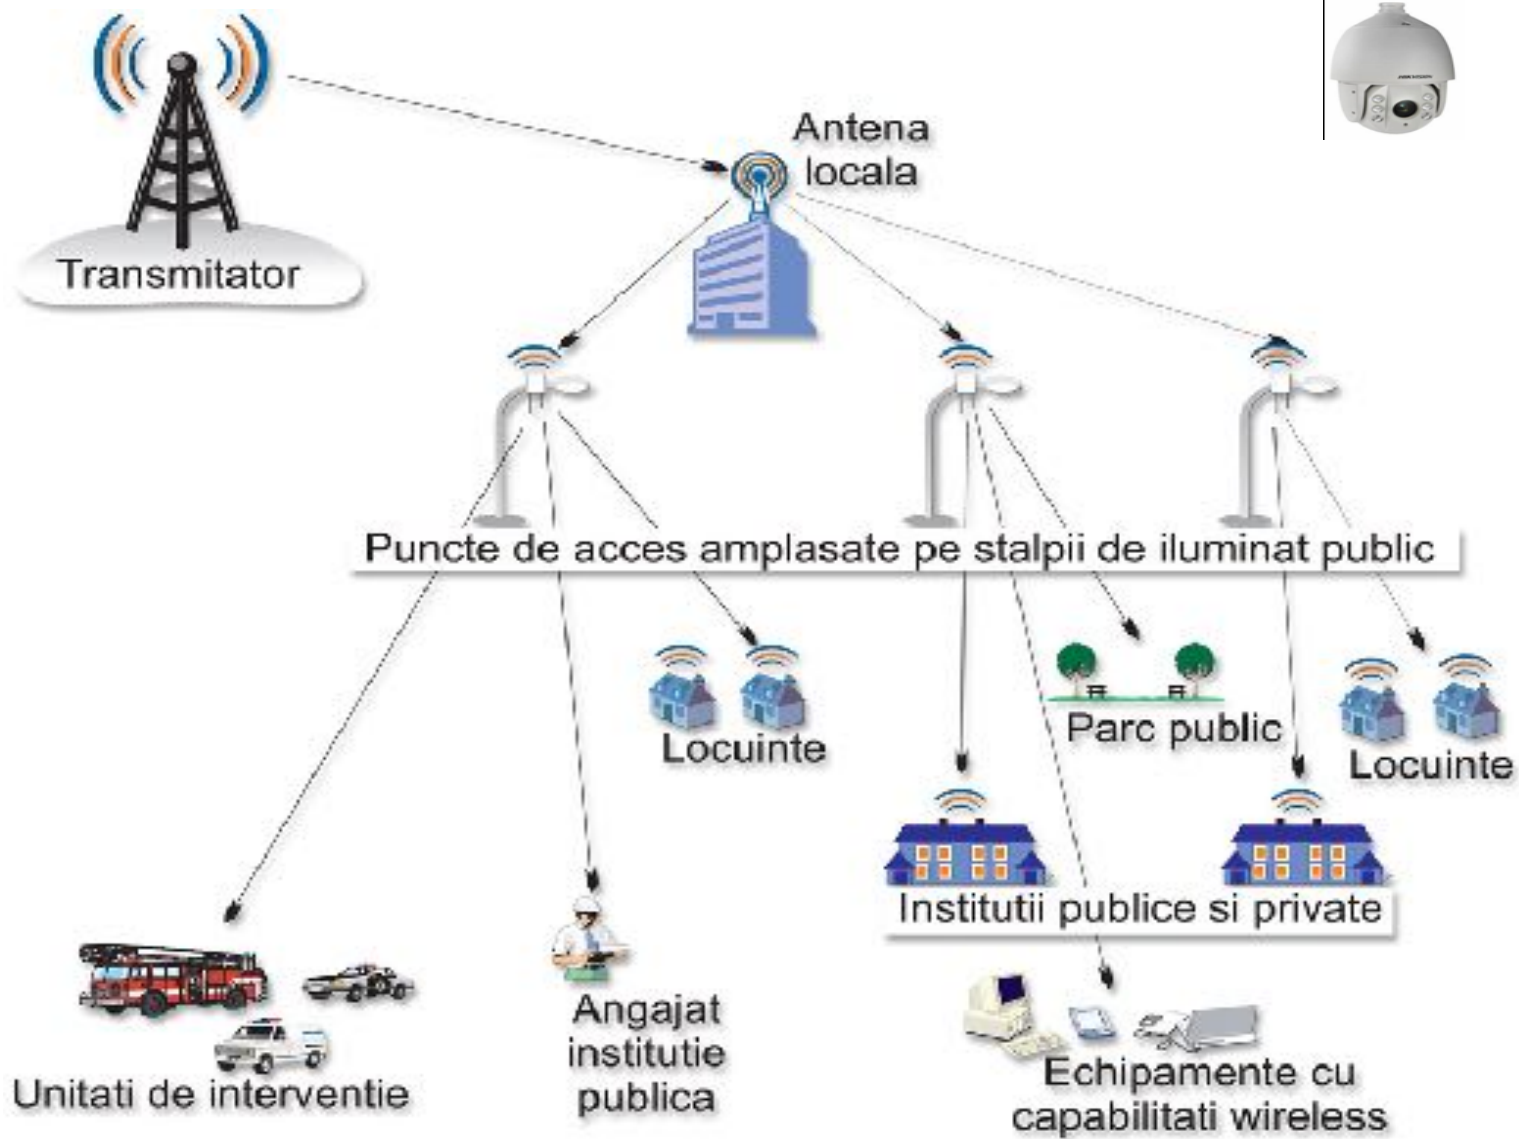 Antena
locala
Transmitator
Puncte de acces amplasate pe stalpii de iluminat public
Parc public
Locuinte
Locuinte
Institutii publice si private
Angajat
institutie
publica
Unitati de interventie
Echipamente cu
capabilitati wireless